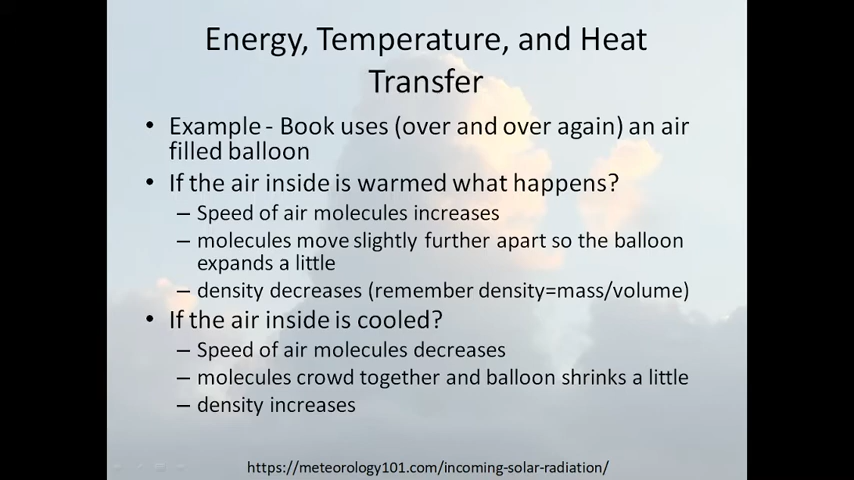 Energy, Temperature, and Heat
Transfer
• Example - Book uses (over and over again) an air
filled balloon
• If the air inside is warmed what happens?
– Speed of air molecules increases
– molecules move slightly further apart so the balloon
expands a little
– density decreases (remember density=mass/volume)
• If the air inside is cooled?
– Speed of air molecules decreases
– molecules crowd together and balloon shrinks a little
– density increases
https://meteorology101.com/incoming-solar-radiation/